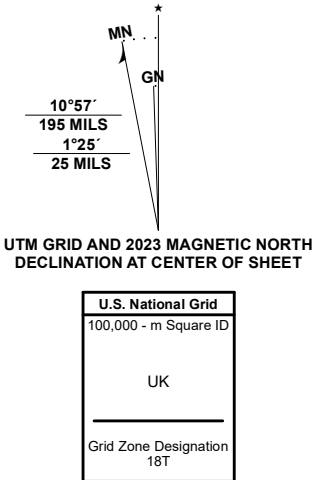 ★
MN
GN
10°57´
195 MILS
1°25´
25 MILS
UTM GRID AND 2023 MAGNETIC NORTH
DECLINATION AT CENTER OF SHEET
U.S. National Grid
100,000 - m Square ID
UK
Grid Zone Designation
18T